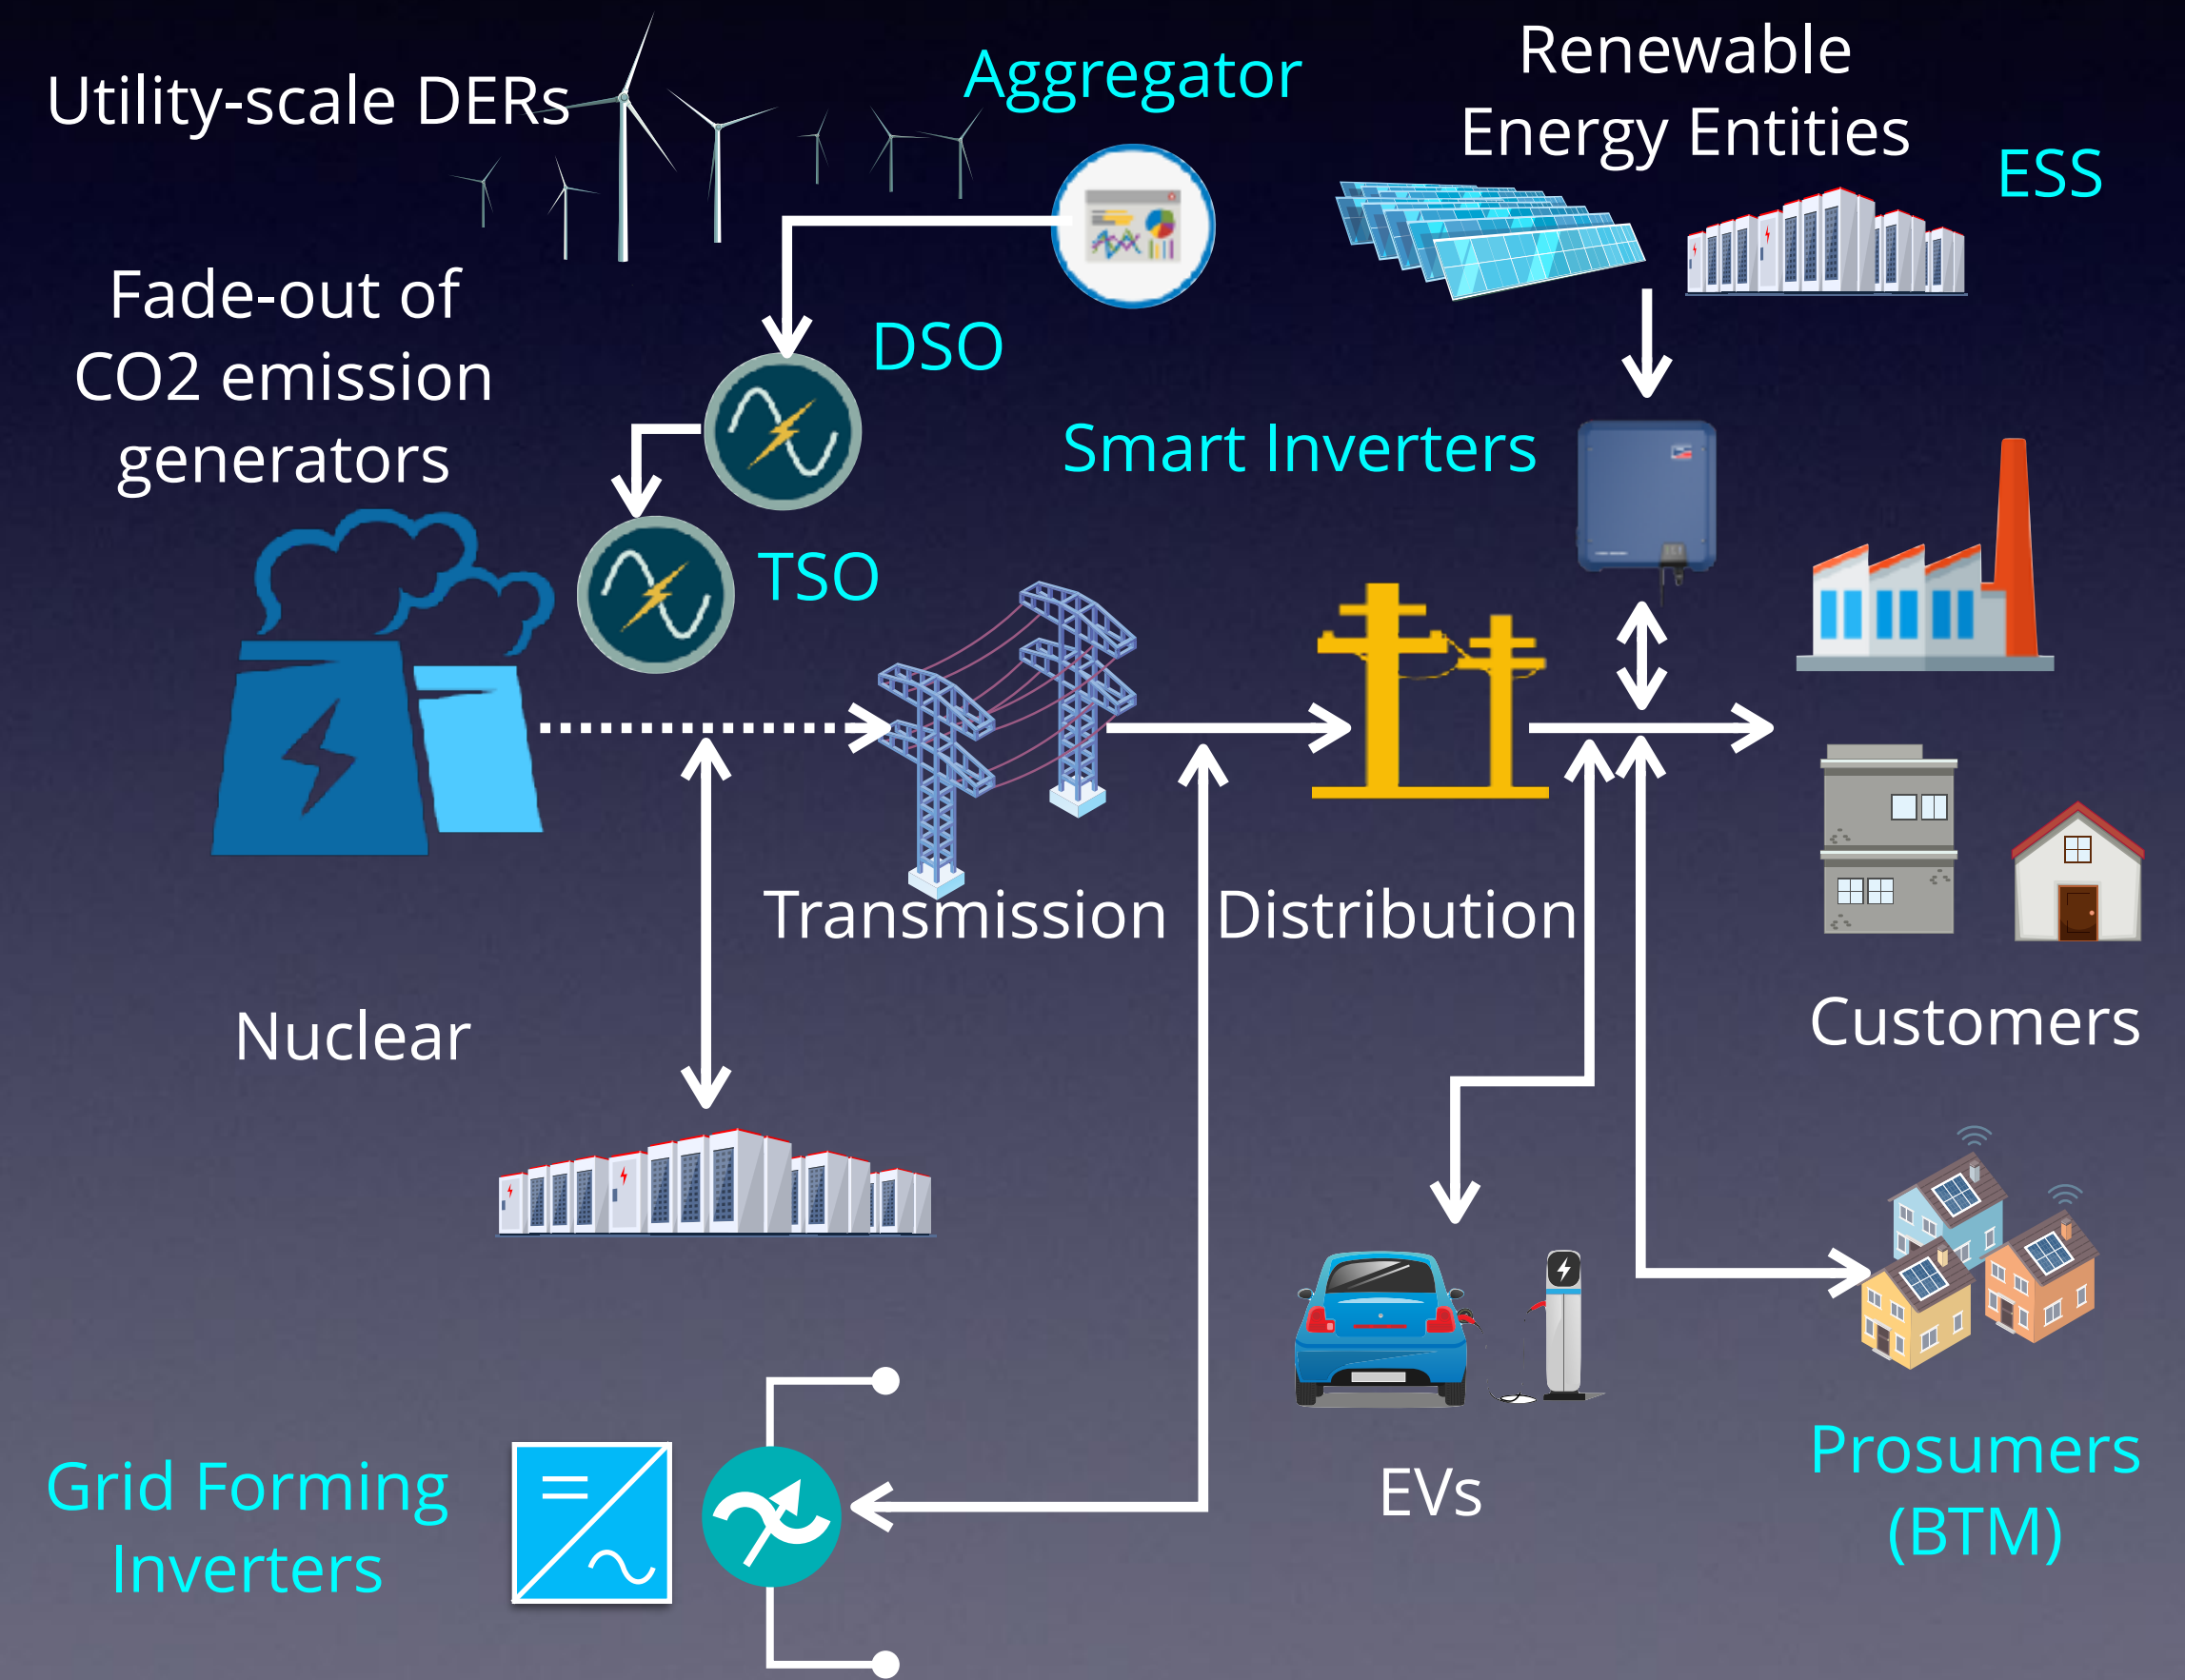 Utility-scale DERs
Aggregator
Renewable
Energy Entities
ESS
Fade-out of
CO2 emission
generators
DSO
Smart Inverters
TSO
Transmission
Distribution
Nuclear
Customers
EVs
Prosumers
(BTM)
Grid Forming
Inverters